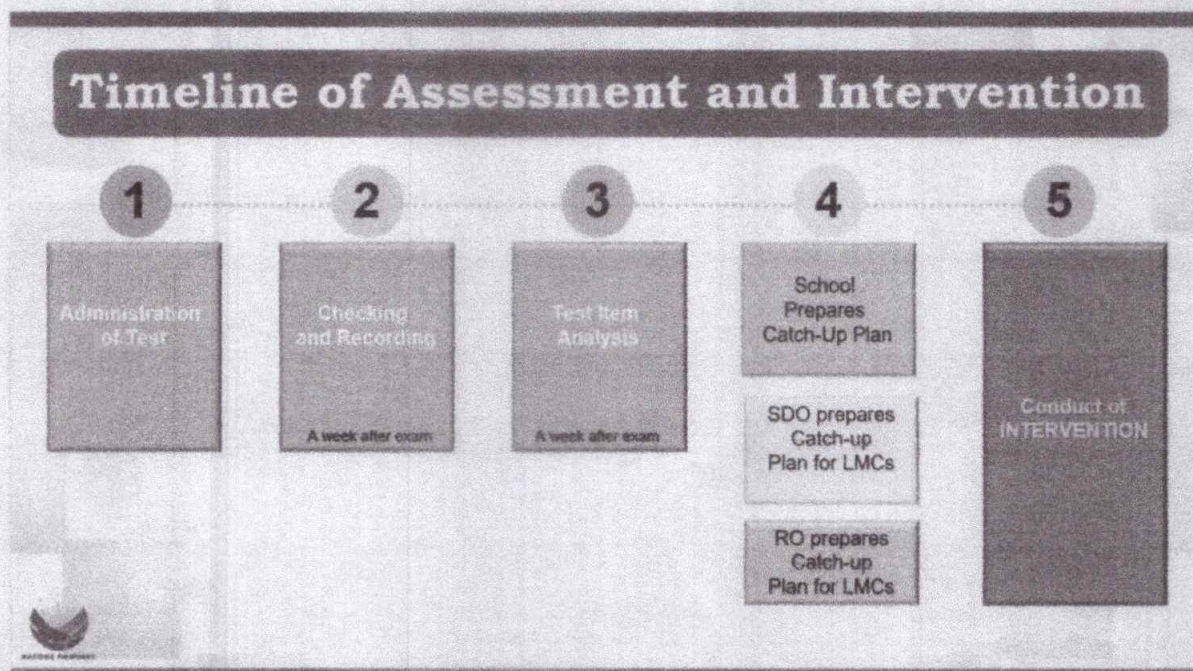 Timeline of Assessment and Intervention
1
2
3
4
5
Administration
of Test
Checking
and Recording
A week after exam
Test Item
Analysis
A week after exam
School
Prepares
Catch-Up Plan
SDO prepares
Catch-up
Plan for LMCs
RO prepares
Catch-up
Plan for LMCs
Conduct of
INTERVENTION